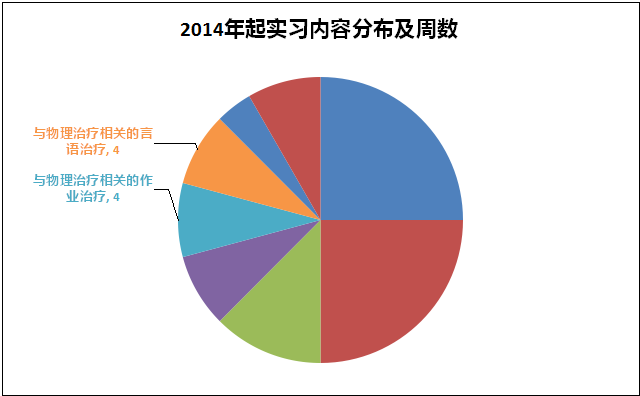 2014年起实习内容分布及周数
与物理治疗相关的言
语治疗, 4
与物理治疗相关的作
业治疗, 4